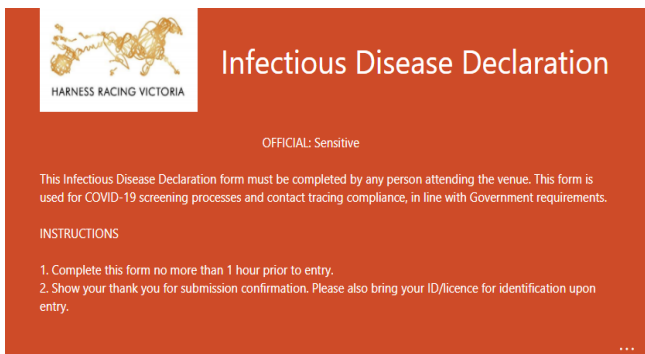 HARNESS RACING VICTORIA
Infectious Disease Declaration
OFFICIAL: Sensitive
This Infectious Disease Declaration form must be completed by any person attending the venue. This form is
used for COVID-19 screening processes and contact tracing compliance, in line with Government requirements.
INSTRUCTIONS
1. Complete this form no more than 1 hour prior to entry.
2. Show your thank you for submission confirmation. Please also bring your ID/licence for identification upon
entry.
...